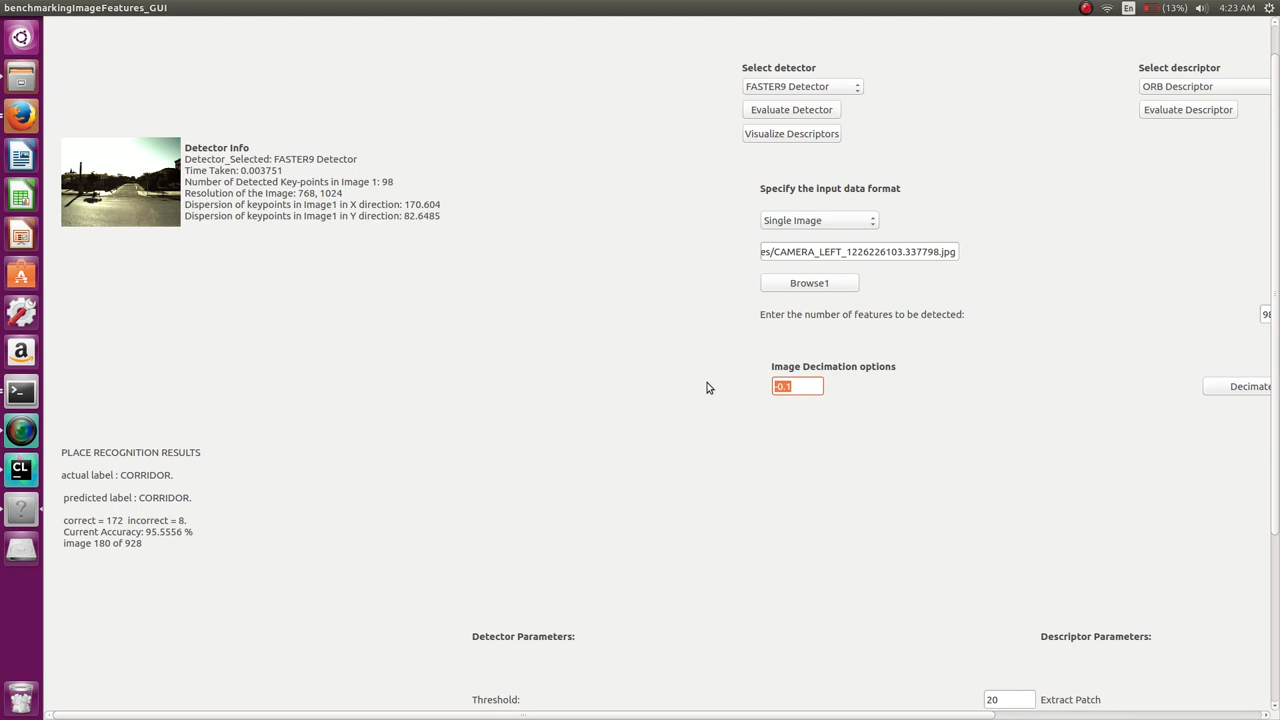 benchmarkingImageFeatures_GUI
En
(13%)
4:23 AM
Select detector
Select descriptor
FASTER9 Detector
ORB Descriptor
Evaluate Detector
Evaluate Descriptor
Visualize Descriptors
Detector Info
Detector_Selected: FASTER9 Detector
Time Taken: 0.003751
Number of Detected Key-points in Image 1: 98
Resolution of the Image: 768, 1024
Dispersion of keypoints in Image1 in X direction: 170.604
Dispersion of keypoints in Image1 in Y direction: 82.6485
Specify the input data format
Single Image
es/CAMERA_LEFT_1226226103.337798.jpg
Browse1
Enter the number of features to be detected:
98
Image Decimation options
-0.1
Decimate
PLACE RECOGNITION RESULTS
actual label : CORRIDOR.
predicted label : CORRIDOR.
correct = 172 incorrect = 8.
Current Accuracy: 95.5556 %
image 180 of 928
Detector Parameters:
Descriptor Parameters:
Threshold:
20
Extract Patch
CL